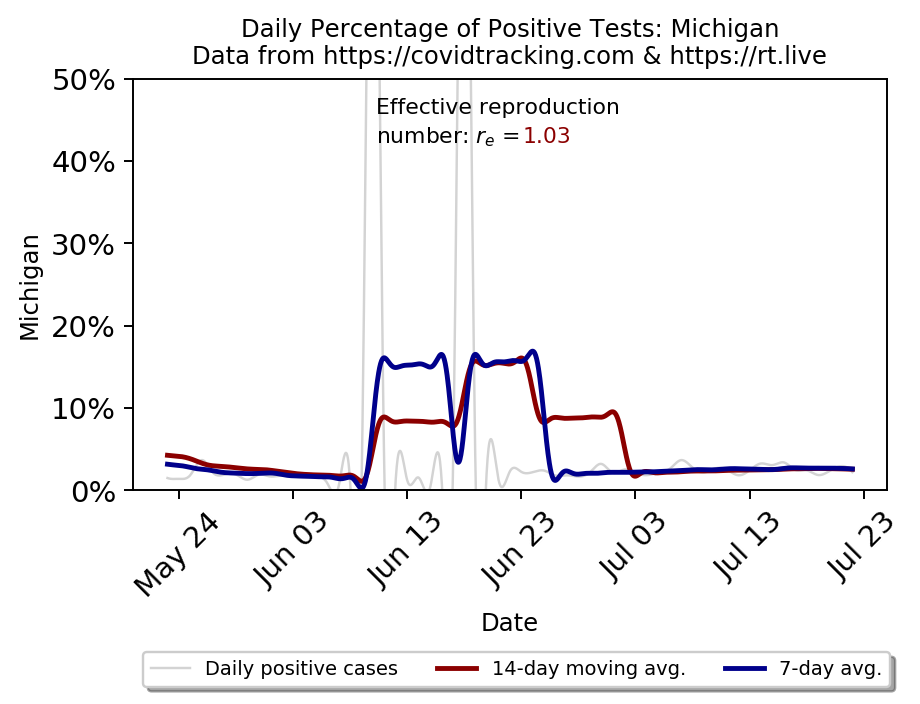 Daily Percentage of Positive Tests: Michigan
Data from https://covidtracking.com & https://rt.live
50%
40%
30%
20%
10%
0%
Michigan
Effective reproduction
number: rₑ =1.03
May 24
Jun 03
Jun 13
Jun 23
Jul 03
Jul 13
Jul 23
Date
Daily positive cases
14-day moving avg.
7-day avg.